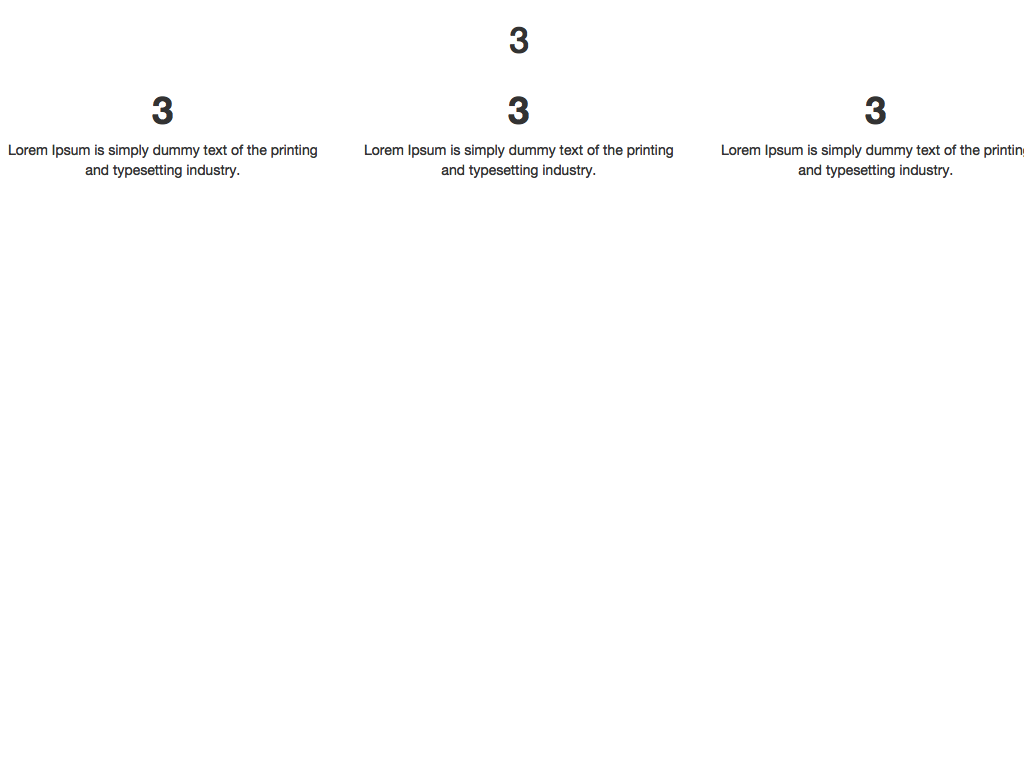 3
3 3 3
Lorem Ipsum is simply dummy text of the printing Lorem Ipsum is simply dummy text of the printing Lorem Ipsum is simply dummy text of the printing
and typesetting industry. and typesetting industry. and typesetting industry.